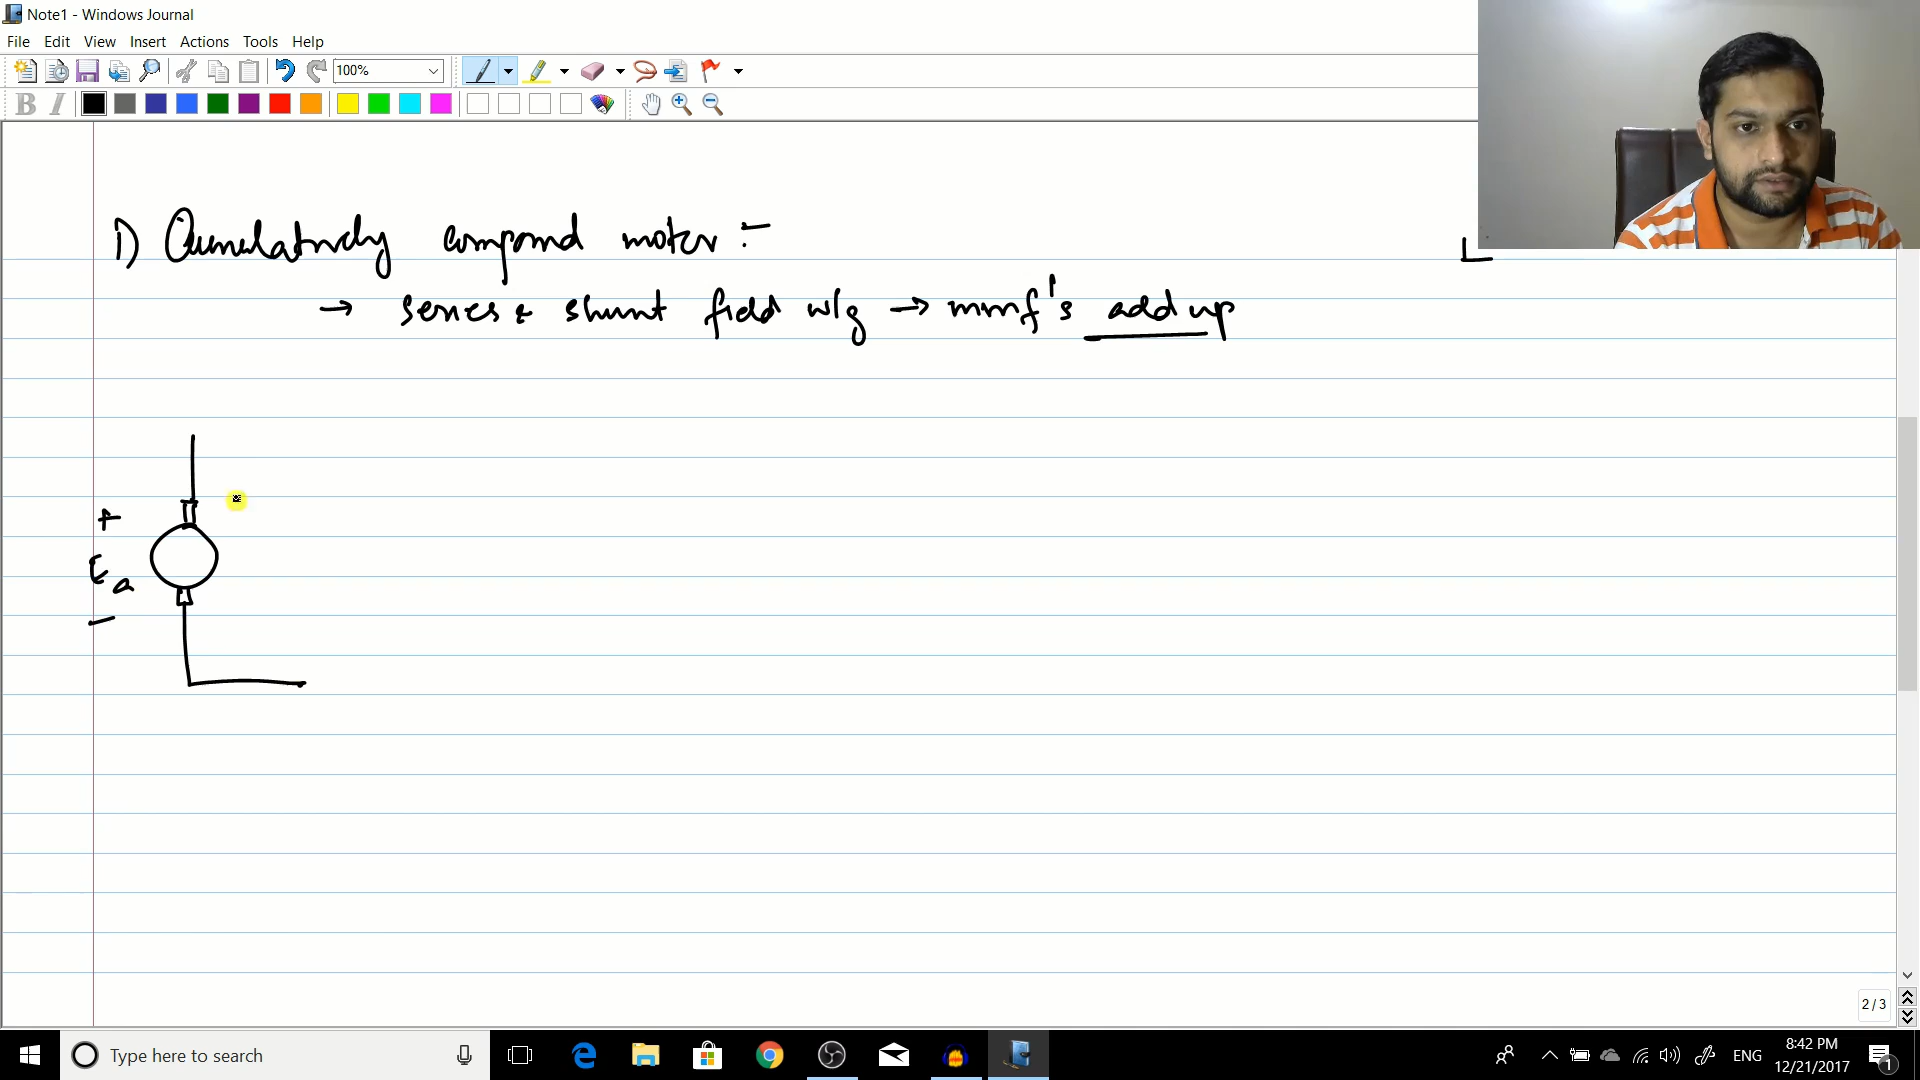 Note1 - Windows Journal
File Edit View Insert Actions Tools Help
100%
B I
1) Cumulatively compound motor :-
→ series & shunt field w/g → mmf's add up
+
Ea
-
2 / 3
Type here to search
ENG
8:42 PM
12/21/2017
1